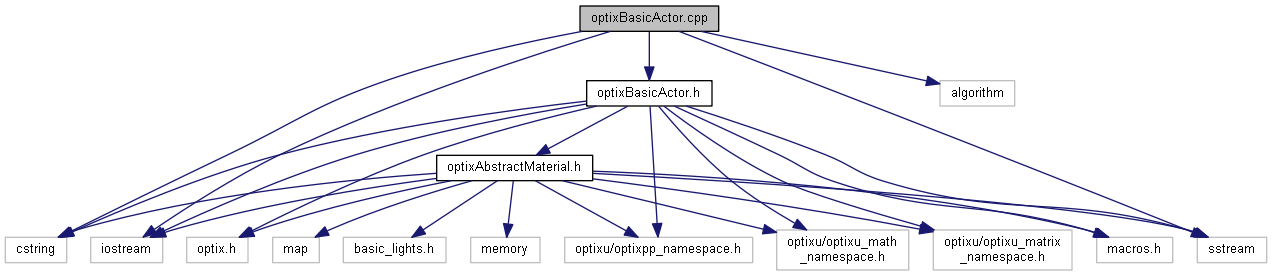 optixBasicActor.cpp
optixBasicActor.h
algorithm
optixAbstractMaterial.h
cstring
iostream
optix.h
map
basic_lights.h
memory
optixu/optixpp_namespace.h
optixu/optixu_math
_namespace.h
optixu/optixu_matrix
_namespace.h
macros.h
sstream